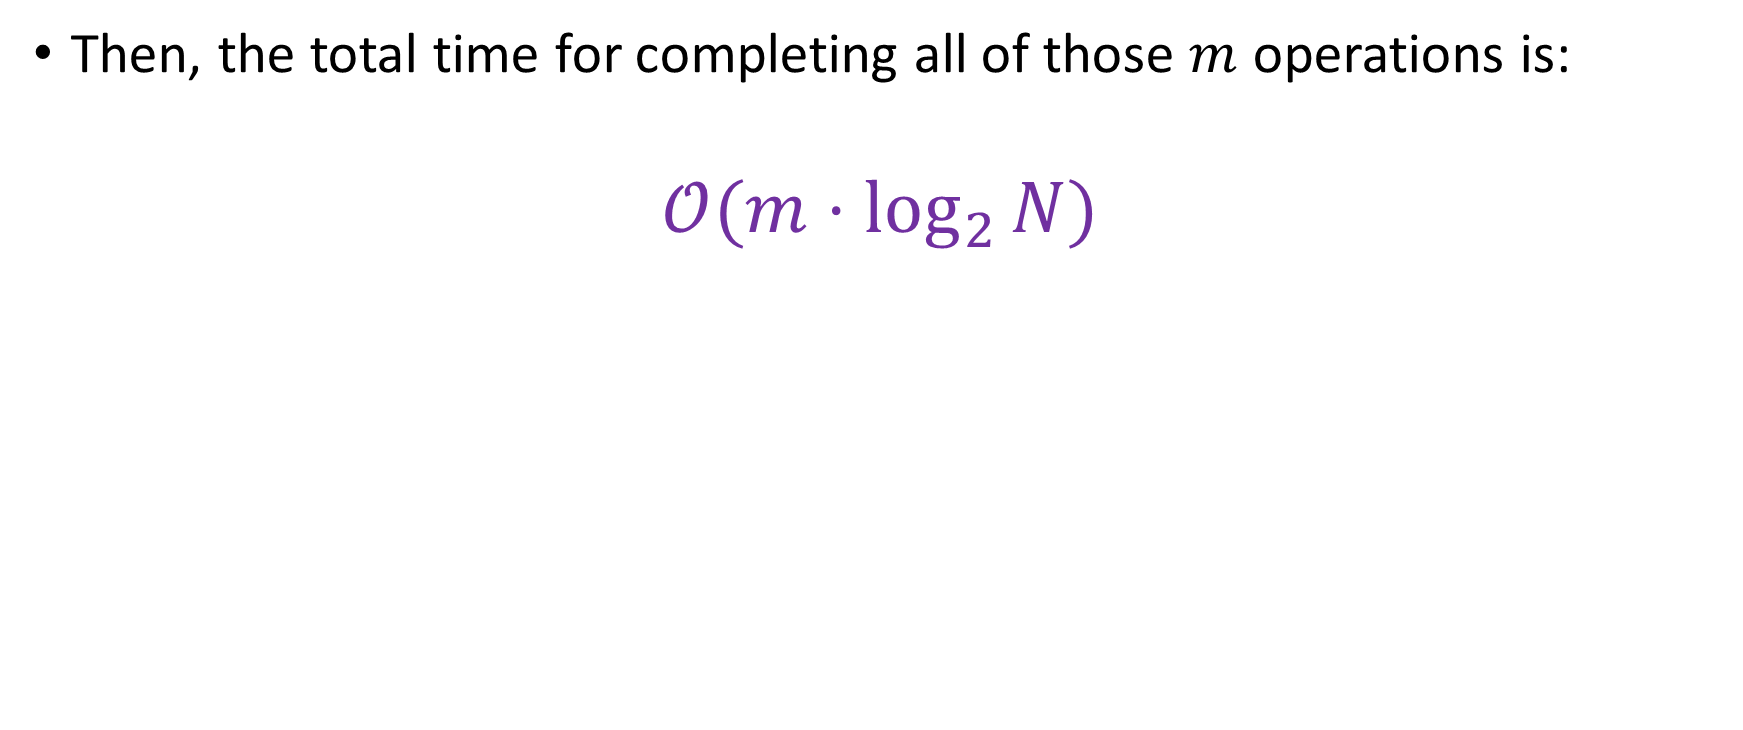 • Then, the total time for completing all of those 𝑚 operations is:
𝒪(𝑚 ⋅ log₂ 𝑁)